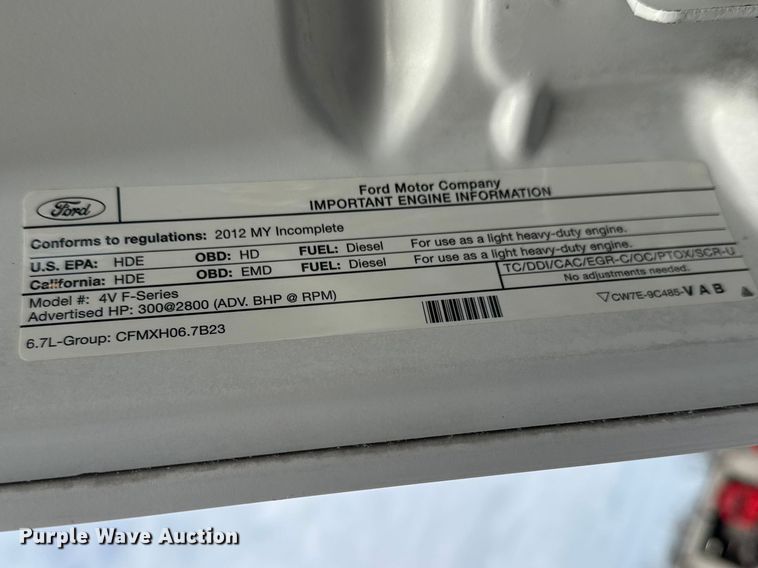 Ford
Ford Motor Company
IMPORTANT ENGINE INFORMATION
Conforms to regulations: 2012 MY Incomplete
U.S. EPA: HDE OBD: HD FUEL: Diesel For use as a light heavy-duty engine.
California: HDE OBD: EMD FUEL: Diesel For use as a light heavy-duty engine.
Model #: 4V F-Series
TC/DDI/CAC/EGR-C/OC/PTOX/SCR-U
Advertised HP: 300@2800 (ADV. BHP @ RPM)
No adjustments needed.
6.7L-Group: CFMXH06.7B23
CW7E-9C485-VAB
Purple Wave Auction